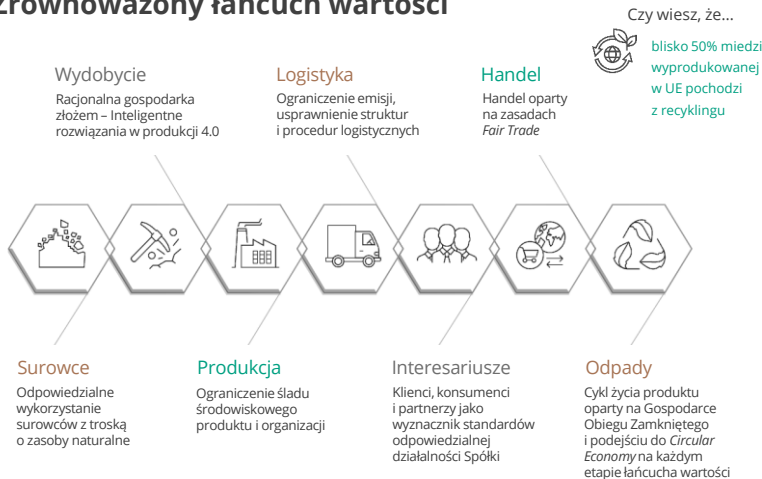 Zrównoważony łańcuch wartości
Czy wiesz, że...
blisko 50% miedzi
wyprodukowanej
w UE pochodzi
z recyklingu
Wydobycie
Racjonalna gospodarka
złożem – Inteligentne
rozwiązania w produkcji 4.0
Logistyka
Ograniczenie emisji,
usprawnienie struktur
i procedur logistycznych
Handel
Handel oparty
na zasadach
Fair Trade
Surowce
Odpowiedzialne
wykorzystanie
surowców z troską
o zasoby naturalne
Produkcja
Ograniczenie śladu
środowiskowego
produktu i organizacji
Interesariusze
Klienci, konsumenci
i partnerzy jako
wyznacznik standardów
odpowiedzialnej
działalności Spółki
Odpady
Cykl życia produktu
oparty na Gospodarce
Obiegu Zamkniętego
i podejściu do Circular
Economy na każdym
etapie łańcucha wartości